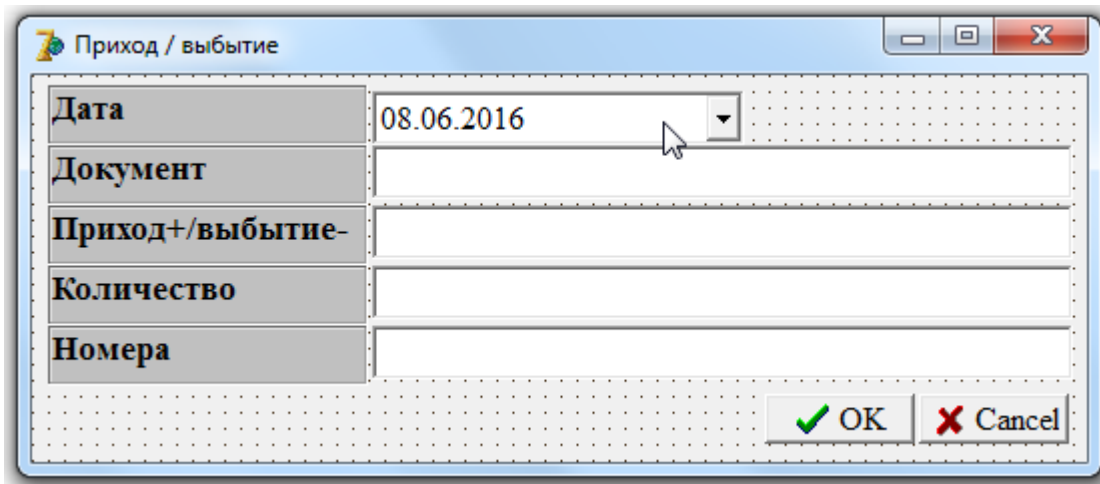 Приход / выбытие
Дата
08.06.2016
Документ
Приход+/выбытие-
Количество
Номера
OK
Cancel